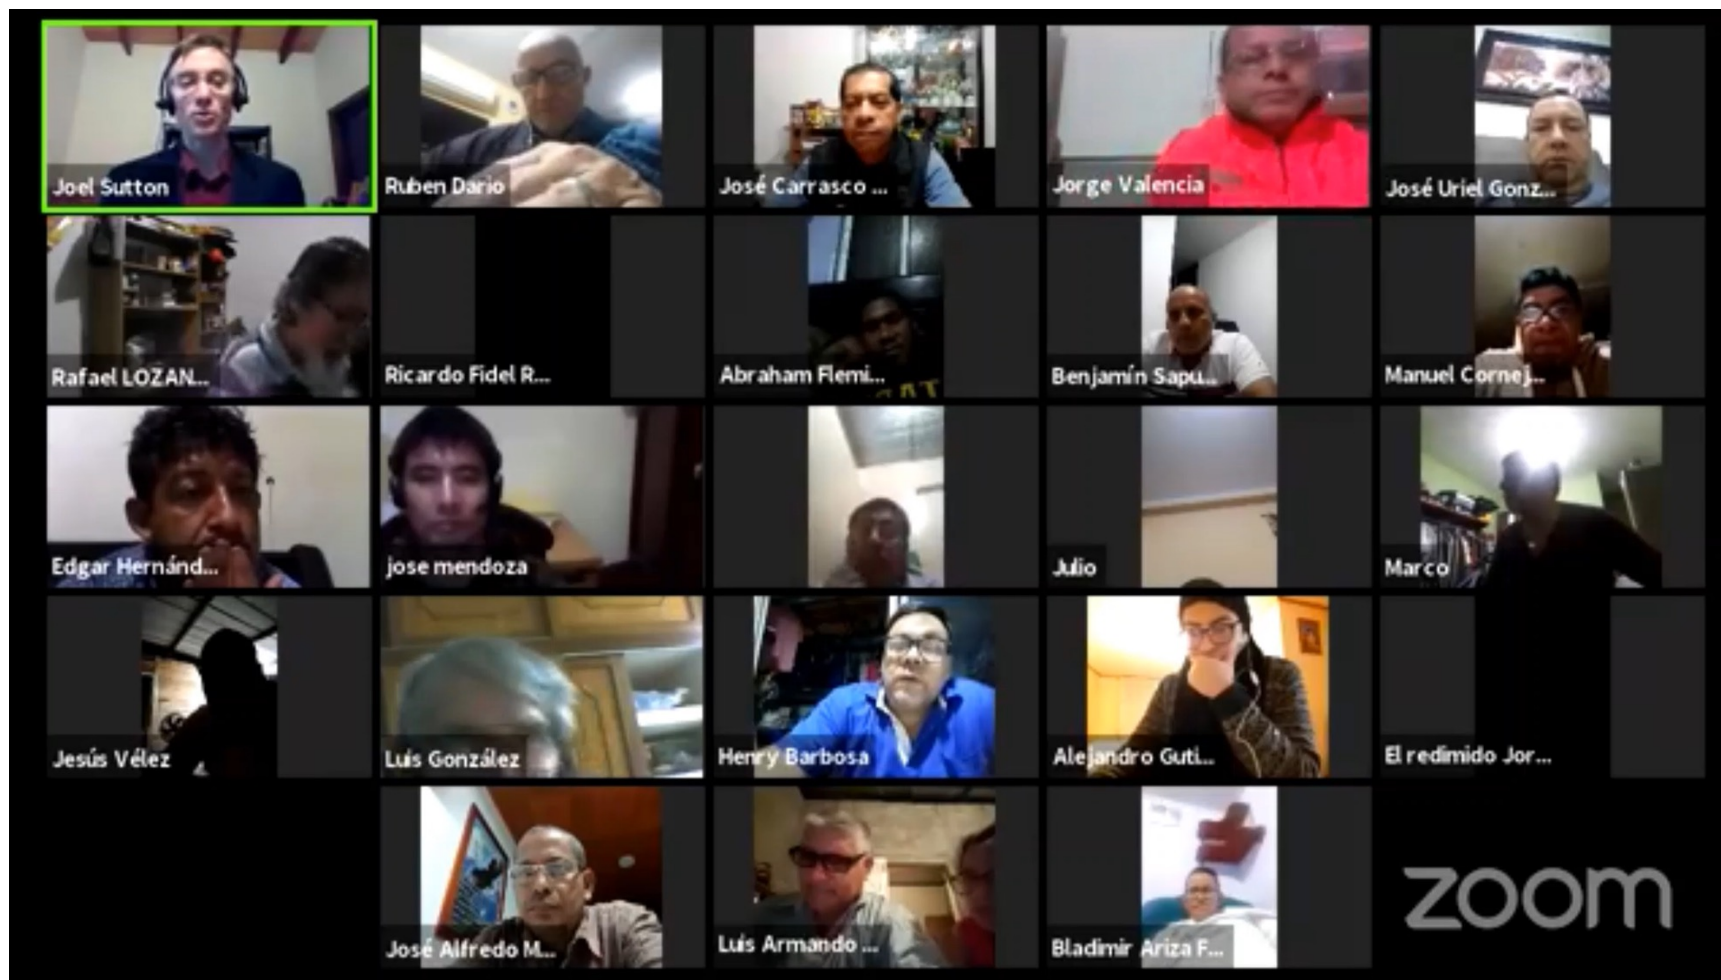 Joel Sutton
Ruben Dario
José Carrasco ...
Jorge Valencia
José Uriel Gonz...
Rafael LOZAN...
Ricardo Fidel R...
Abraham Flemi...
Benjamín Sapu...
Manuel Cornej...
Edgar Hernánd...
jose mendoza
Julio
Marco
Jesús Vélez
Luis González
Henry Barbosa
Alejandro Guti...
El redimido Jor...
José Alfredo M...
Luis Armando ...
Bladimir Ariza F...
zoom